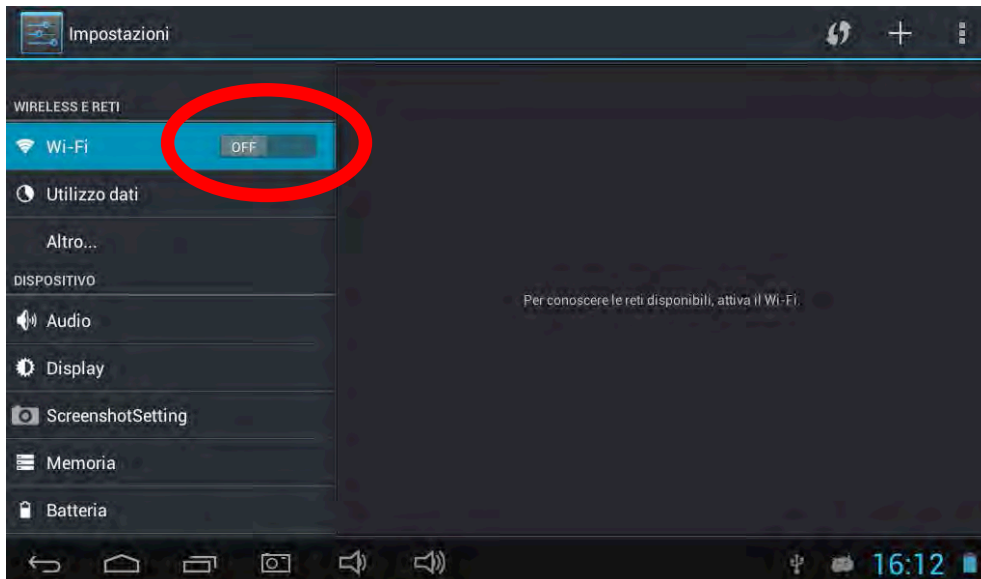 Impostazioni
WIRELESS E RETI
Wi-Fi OFF
Utilizzo dati
Altro...
DISPOSITIVO
Per conoscere le reti disponibili, attiva il Wi-Fi.
Audio
Display
ScreenshotSetting
Memoria
Batteria
16:12